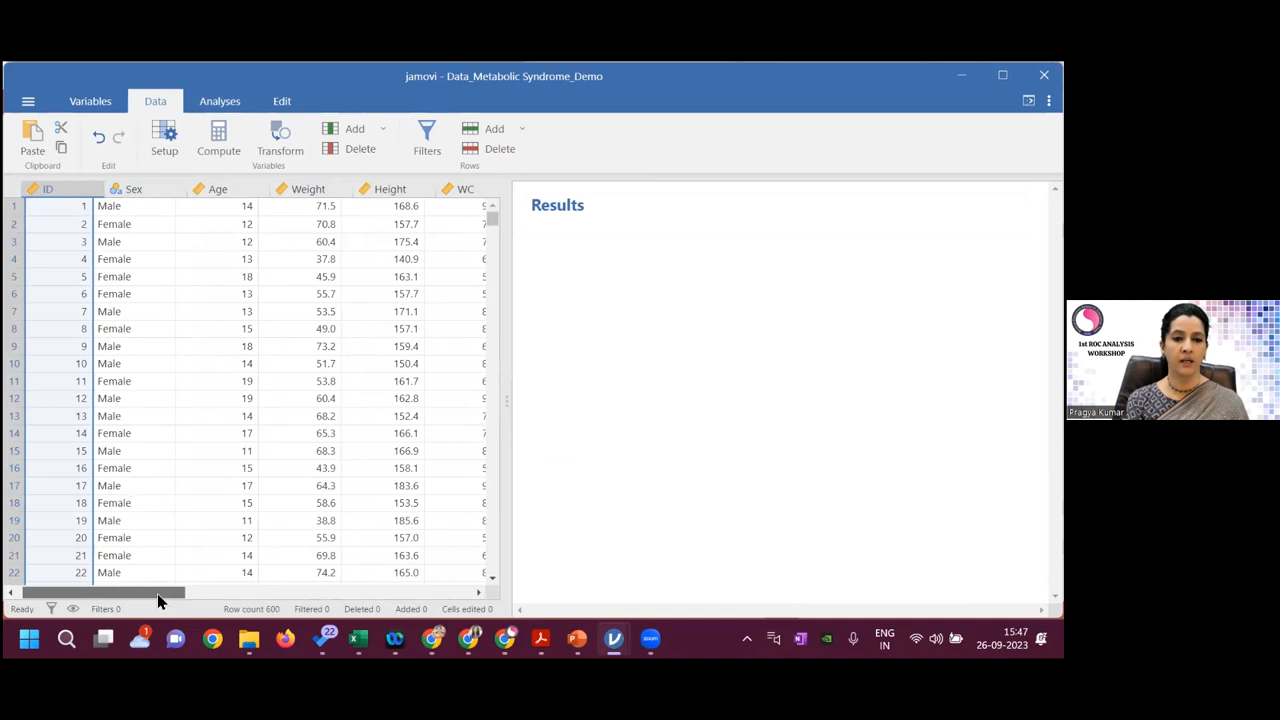 jamovi - Data_Metabolic Syndrome_Demo
Variables Data Analyses Edit
Paste Setup Compute Transform Add Delete Filters Add Delete
Clipboard Edit Variables Rows
ID Sex Age Weight Height WC
1 1 Male 14 71.5 168.6
2 2 Female 12 70.8 157.7
3 3 Male 12 60.4 175.4
4 4 Female 13 37.8 140.9
5 5 Female 18 45.9 163.1
6 6 Female 13 55.7 157.7
7 7 Male 13 53.5 171.1
8 8 Female 15 49.0 157.1
9 9 Male 18 73.2 159.4
10 10 Male 14 51.7 150.4
11 11 Female 19 53.8 161.7
12 12 Male 19 60.4 162.8
13 13 Male 14 68.2 152.4
14 14 Female 17 65.3 166.1
15 15 Male 11 68.3 166.9
16 16 Female 15 43.9 158.1
17 17 Male 17 64.3 183.6
18 18 Female 15 58.6 153.5
19 19 Male 11 38.8 185.6
20 20 Female 12 55.9 157.0
21 21 Female 14 69.8 163.6
22 22 Male 14 74.2 165.0
Ready Filters 0 Row count 600 Filtered 0 Deleted 0 Added 0 Cells edited 0
Results
1st ROC ANALYSIS
WORKSHOP
Pragya Kumar
1
22
ENG
IN
15:47
26-09-2023